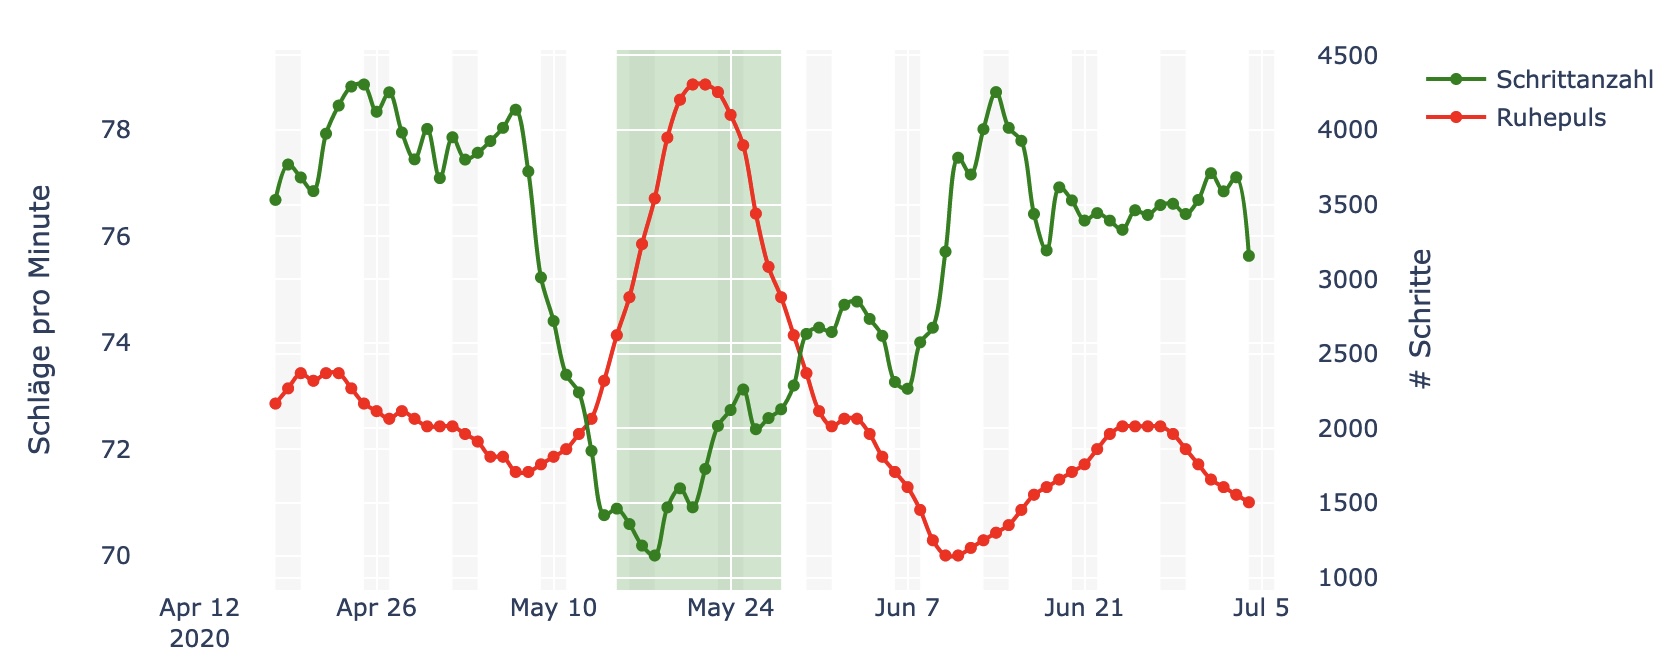 Schläge pro Minute
78
76
74
72
70
4500
4000
3500
3000
2500
2000
1500
1000
# Schritte
Schrittanzahl
Ruhepuls
Apr 12
2020
Apr 26
May 10
May 24
Jun 7
Jun 21
Jul 5